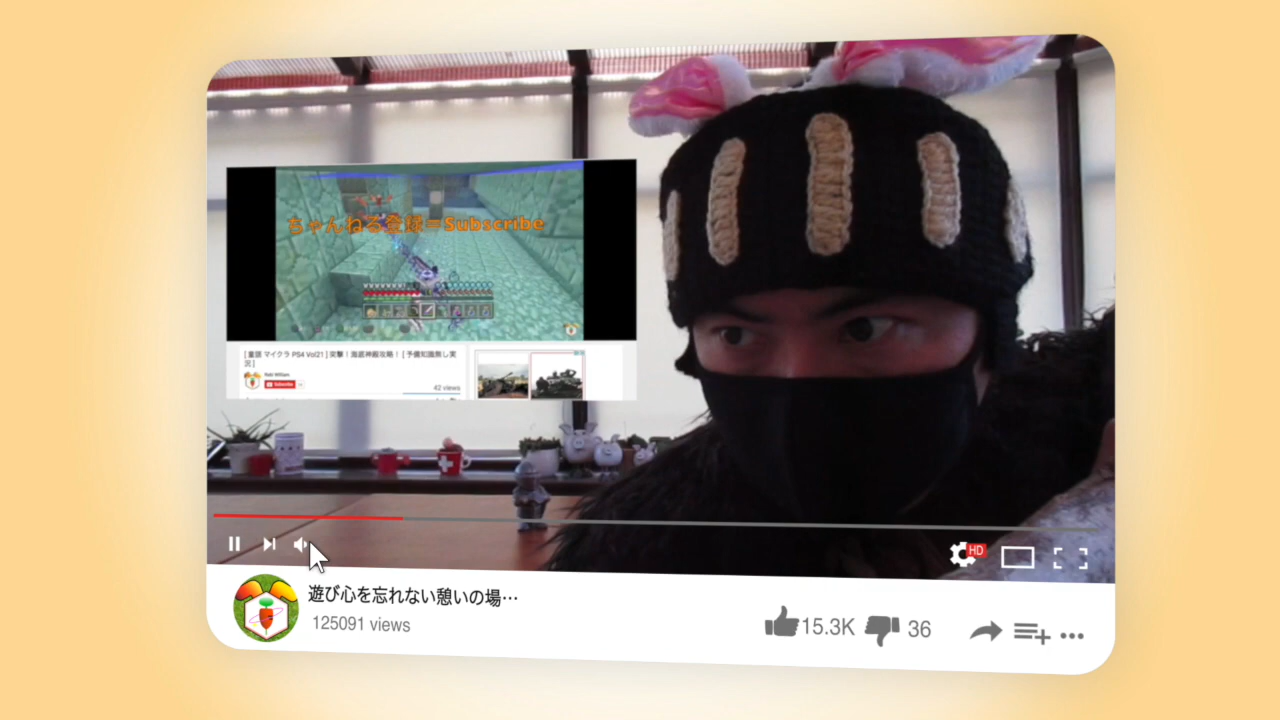 ちゃんねる登録＝Subscribe
[ 童頭 マイクラ PS4 Vol21 ] 突撃！海底神殿攻略！ [ 予備知識無し実
況 ]
Subscribe
42 views
HD
遊び心を忘れない憩いの場…
125091 views
15.3K
36